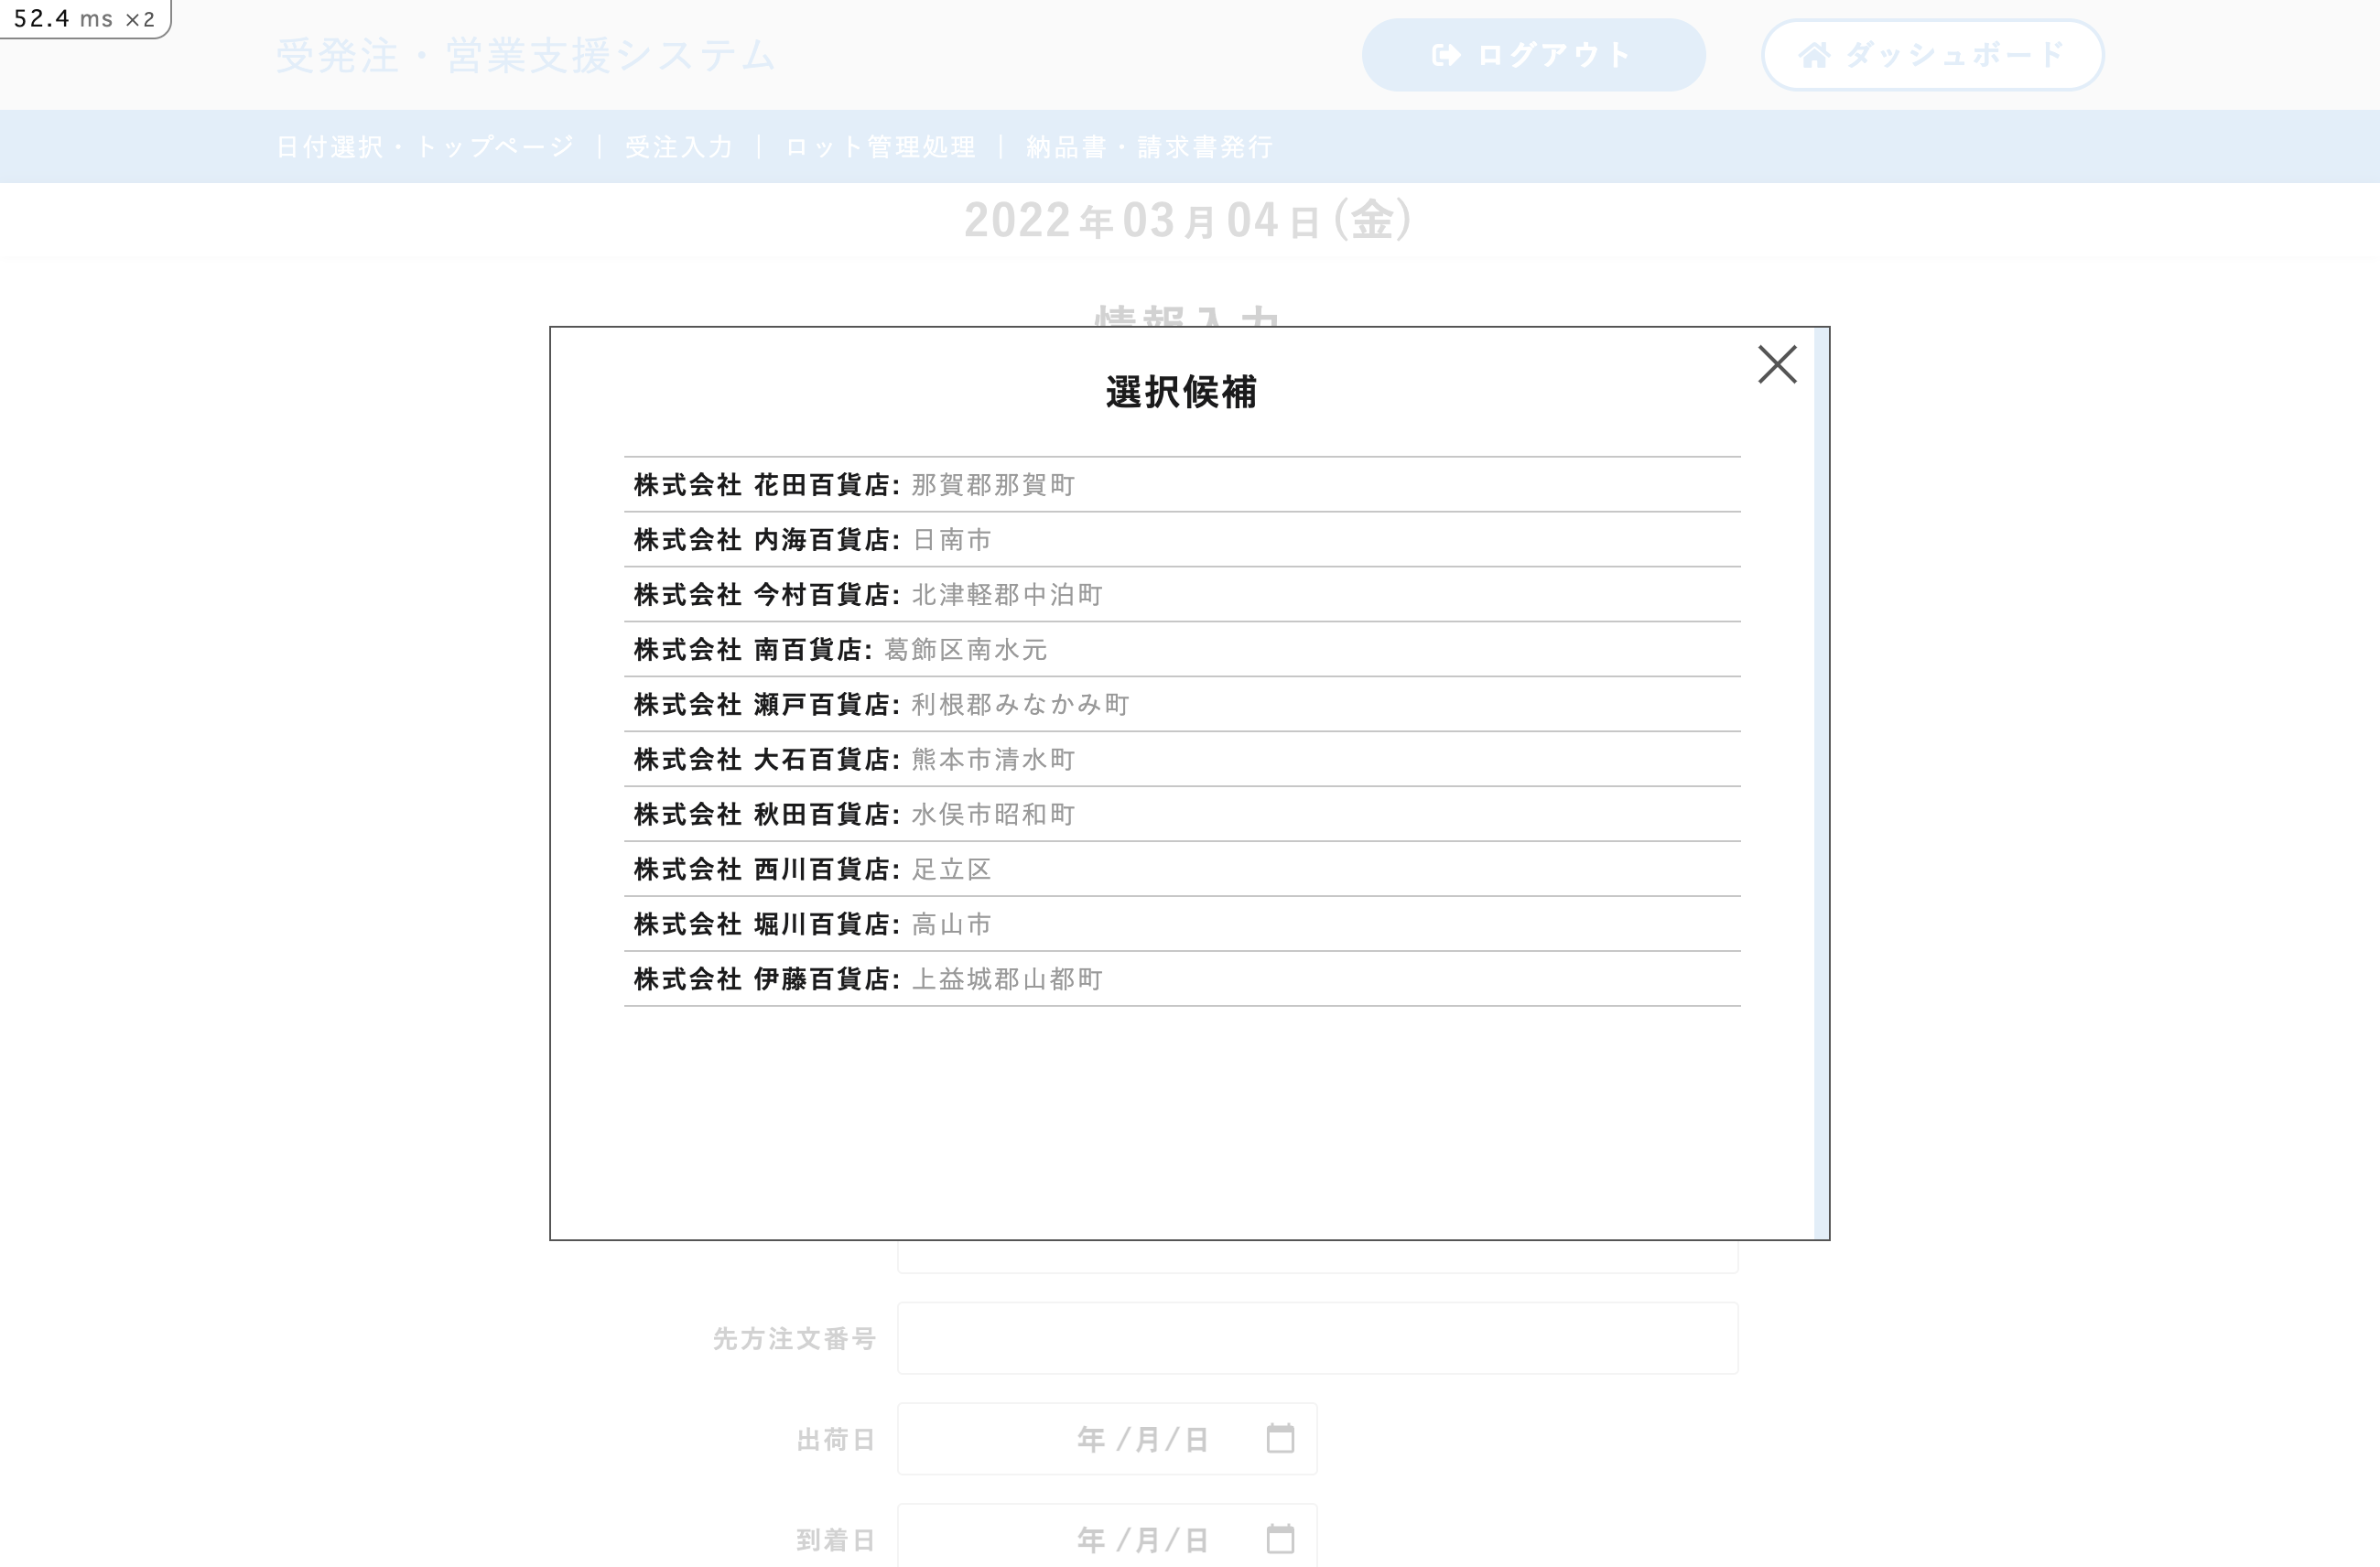 52.4 ms ×2
受発注・営業支援システム
ログアウト
ダッシュボード
日付選択・トップページ | 受注入力 | ロット管理処理 | 納品書・請求書発行
2022年03月04日(金)
情報入力
選択候補
株式会社 花田百貨店: 那賀郡那賀町
株式会社 内海百貨店: 日南市
株式会社 今村百貨店: 北津軽郡中泊町
株式会社 南百貨店: 葛飾区南水元
株式会社 瀬戸百貨店: 利根郡みなかみ町
株式会社 大石百貨店: 熊本市清水町
株式会社 秋田百貨店: 水俣市昭和町
株式会社 西川百貨店: 足立区
株式会社 堀川百貨店: 高山市
株式会社 伊藤百貨店: 上益城郡山都町
先方注文番号
出荷日
年 /月/日
到着日
年 /月/日